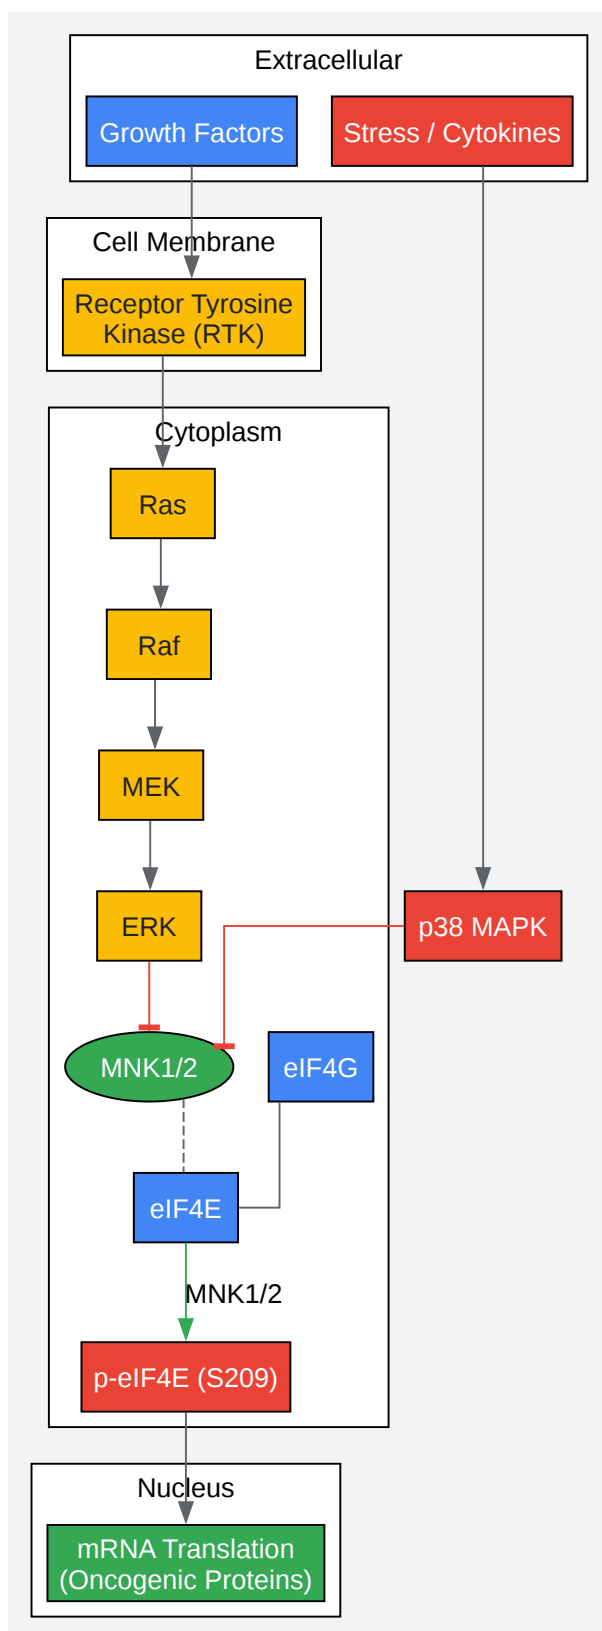 Extracellular
Growth Factors
Stress / Cytokines
Cell Membrane
Receptor Tyrosine
Kinase (RTK)
Cytoplasm
Ras
Raf
MEK
ERK
p38 MAPK
MNK1/2
eIF4G
eIF4E
MNK1/2
p-eIF4E (S209)
Nucleus
mRNA Translation
(Oncogenic Proteins)